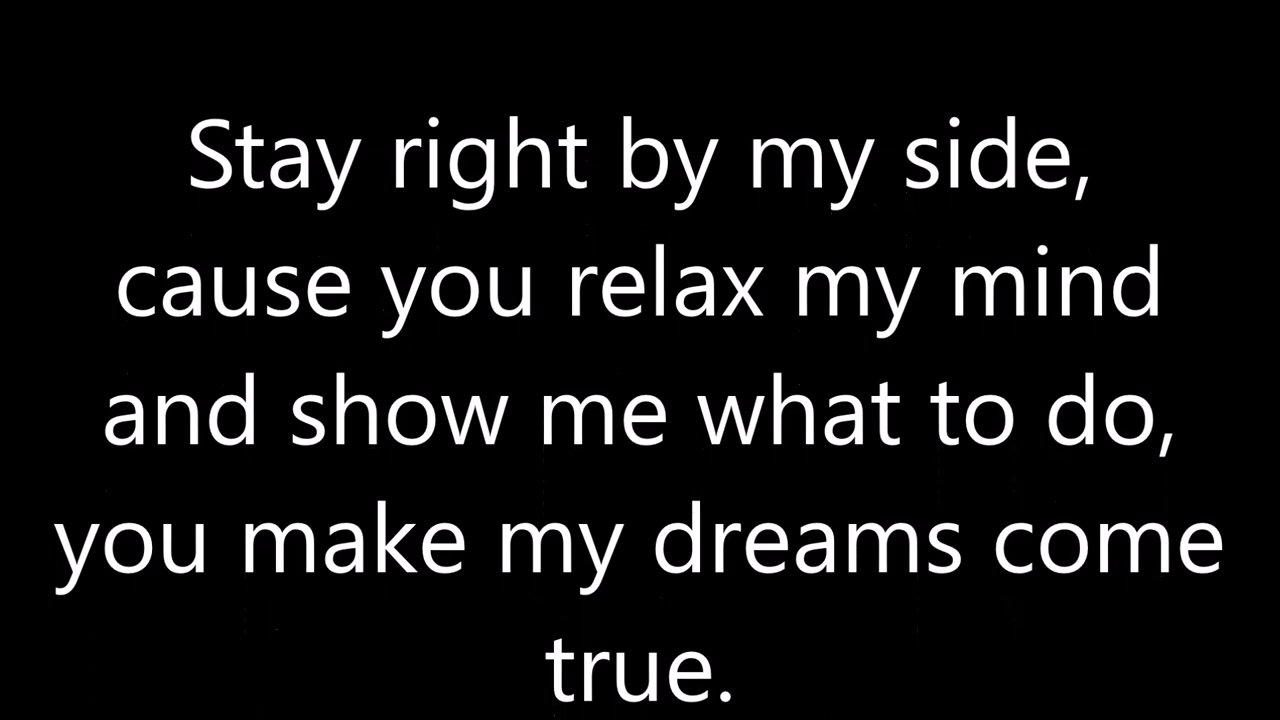 Stay right by my side,
cause you relax my mind
and show me what to do,
you make my dreams come
true.